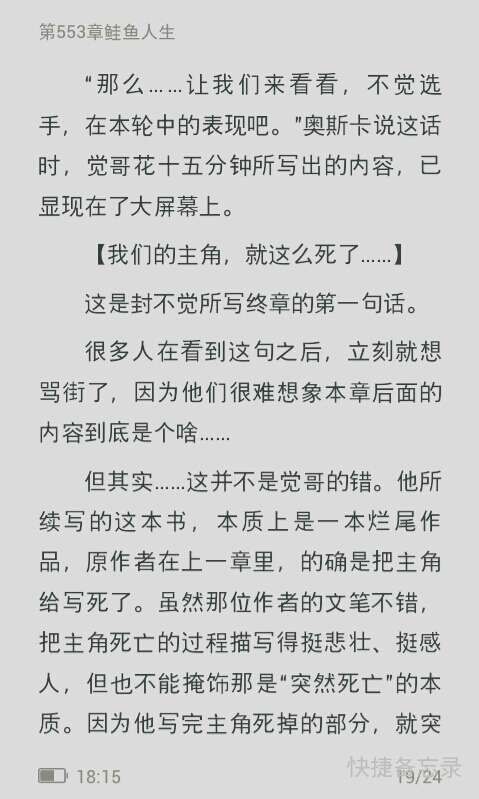 第553章鲑鱼人生
“那么……让我们来看看，不觉选
手，在本轮中的表现吧。”奥斯卡说这话
时，觉哥花十五分钟所写出的内容，已
显现在了大屏幕上。
【我们的主角，就这么死了……】
这是封不觉所写终章的第一句话。
很多人在看到这句之后，立刻就想
骂街了，因为他们很难想象本章后面的
内容到底是个啥……
但其实……这并不是觉哥的错。他所
续写的这本书，本质上是一本烂尾作
品，原作者在上一章里，的确是把主角
给写死了。虽然那位作者的文笔不错，
把主角死亡的过程描写得挺悲壮、挺感
人，但也不能掩饰那是“突然死亡”的本
质。因为他写完主角死掉的部分，就突
快捷备忘录
18:15 19/24